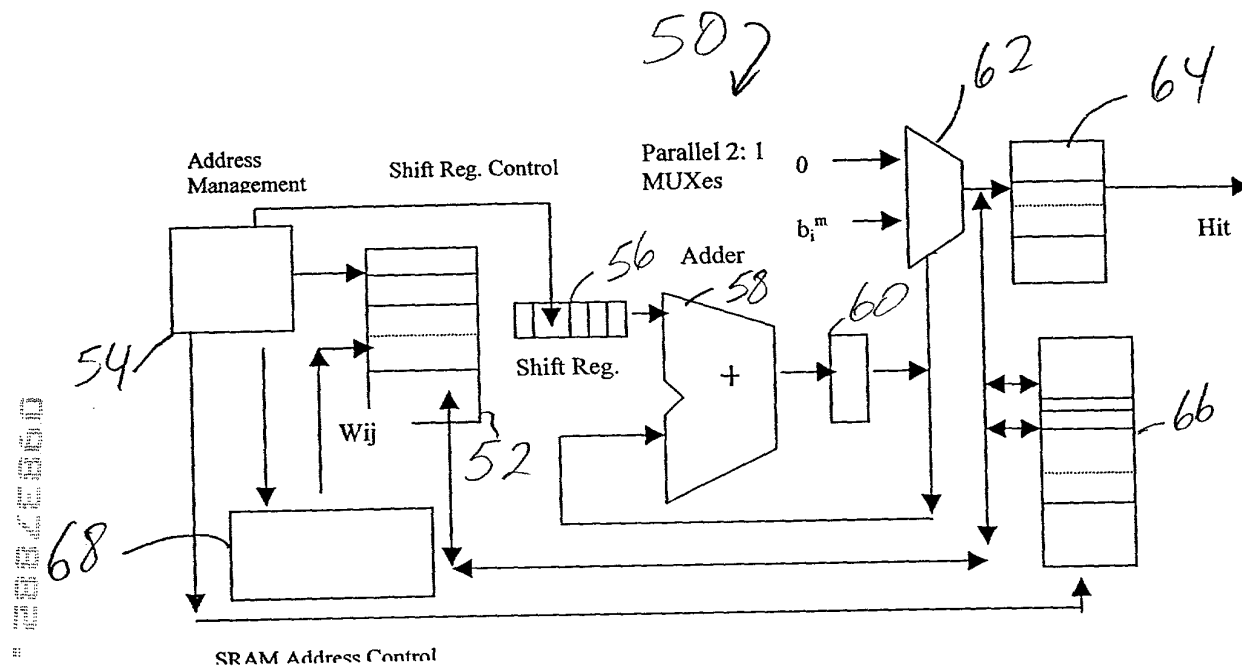 50
62
64
Address
Management
Shift Reg. Control
Parallel 2: 1
MUXes
0
b_i^m
Hit
56
Adder
58
60
54
Shift Reg.
+
Wij
52
66
68
SRAM Address Control